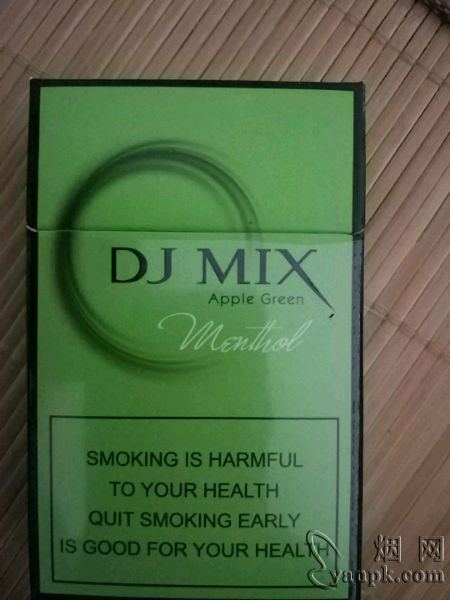 DJ MIX
Apple Green
Menthol
SMOKING IS HARMFUL
TO YOUR HEALTH
QUIT SMOKING EARLY
IS GOOD FOR YOUR HEALTH
烟网
yanpk.com